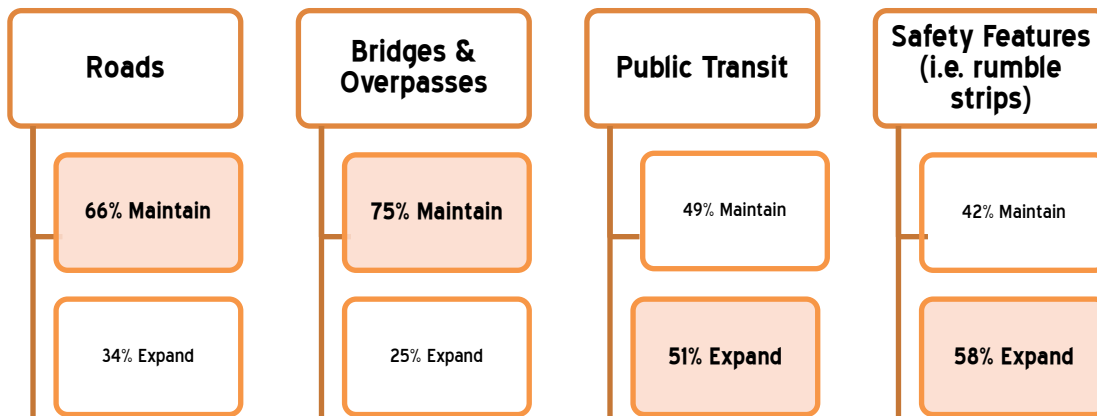 Roads
66% Maintain
34% Expand
Bridges &
Overpasses
75% Maintain
25% Expand
Public Transit
49% Maintain
51% Expand
Safety Features
(i.e. rumble
strips)
42% Maintain
58% Expand